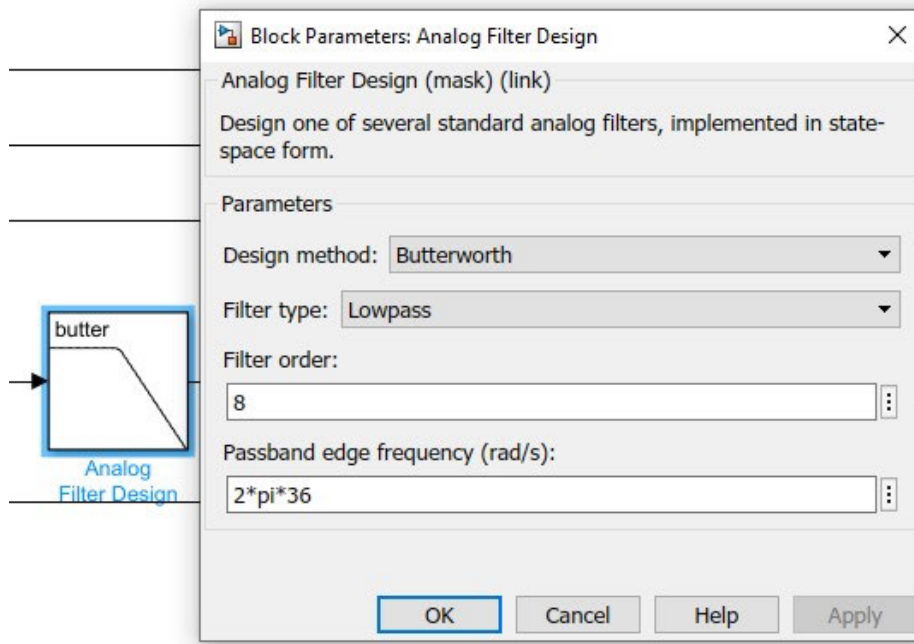 Block Parameters: Analog Filter Design
Analog Filter Design (mask) (link)
Design one of several standard analog filters, implemented in state-
space form.
Parameters
Design method: Butterworth
Filter type: Lowpass
Filter order:
8
Passband edge frequency (rad/s):
2*pi*36
OK Cancel Help Apply
butter
Analog
Filter Design